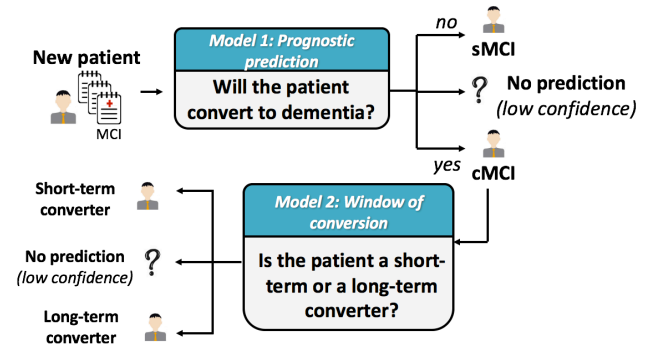 New patient
MCI
Model 1: Prognostic
prediction
Will the patient
convert to dementia?
no
sMCI
? No prediction
(low confidence)
yes
cMCI
Model 2: Window of
conversion
Is the patient a short-
term or a long-term
converter?
Short-term
converter
No prediction ?
(low confidence)
Long-term
converter